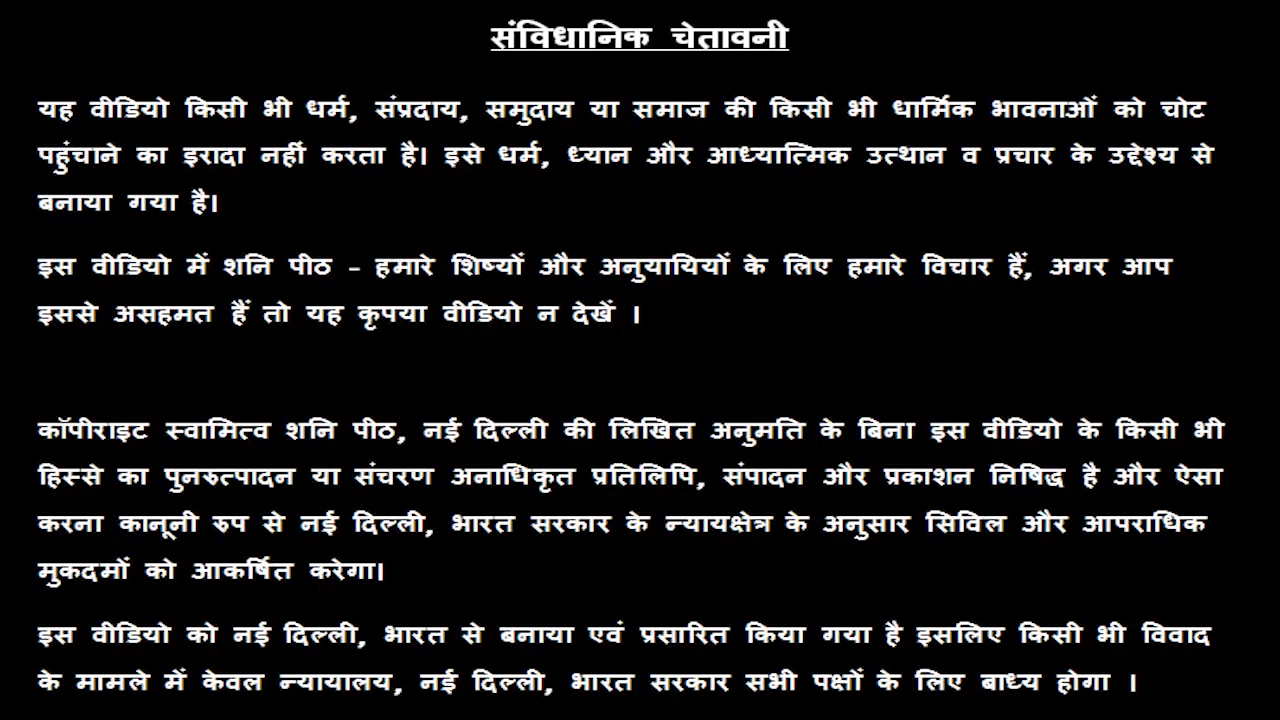 संविधानिक चेतावनी
यह वीडियो किसी भी धर्म, संप्रदाय, समुदाय या समाज की किसी भी धार्मिक भावनाओं को चोट
पहुंचाने का इरादा नहीं करता है। इसे धर्म, ध्यान और आध्यात्मिक उत्थान व प्रचार के उद्देश्य से
बनाया गया है।
इस वीडियो में शनि पीठ – हमारे शिष्यों और अनुयायियों के लिए हमारे विचार हैं, अगर आप
इससे असहमत हैं तो यह कृपया वीडियो न देखें ।
कॉपीराइट स्वामित्व शनि पीठ, नई दिल्ली की लिखित अनुमति के बिना इस वीडियो के किसी भी
हिस्से का पुनरुत्पादन या संचरण अनाधिकृत प्रतिलिपि, संपादन और प्रकाशन निषिद्ध है और ऐसा
करना कानूनी रुप से नई दिल्ली, भारत सरकार के न्यायक्षेत्र के अनुसार सिविल और आपराधिक
मुकदमों को आकर्षित करेगा।
इस वीडियो को नई दिल्ली, भारत से बनाया एवं प्रसारित किया गया है इसलिए किसी भी विवाद
के मामले में केवल न्यायालय, नई दिल्ली, भारत सरकार सभी पक्षों के लिए बाध्य होगा ।